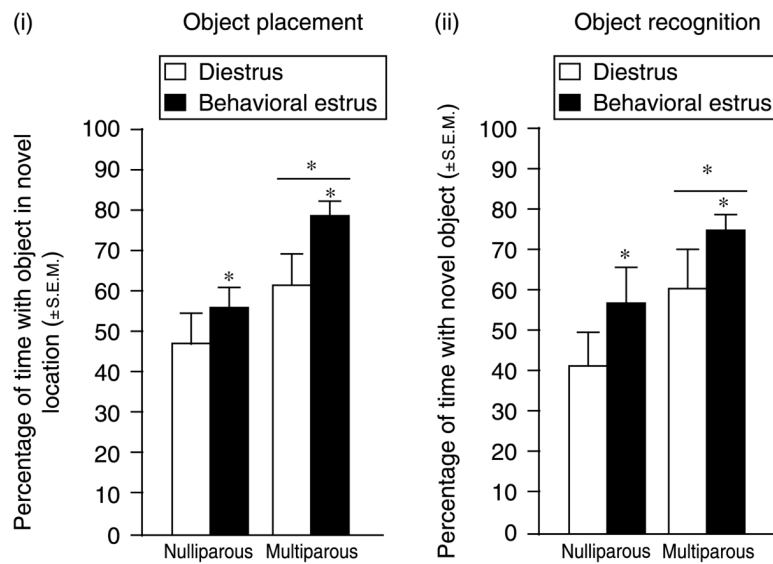 (i) Object placement
Diestrus
Behavioral estrus
Percentage of time with object in novel
location (±S.E.M.)
100
90
80
70
60
50
40
30
20
10
0
*
*
*
Nulliparous Multiparous
(ii) Object recognition
Diestrus
Behavioral estrus
Percentage of time with novel object (±S.E.M.)
100
90
80
70
60
50
40
30
20
10
0
*
*
*
Nulliparous Multiparous